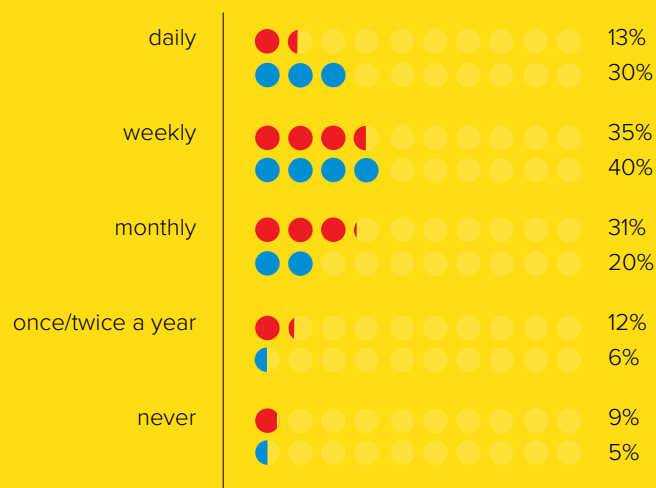 daily
13%
30%
weekly
35%
40%
monthly
31%
20%
once/twice a year
12%
6%
never
9%
5%